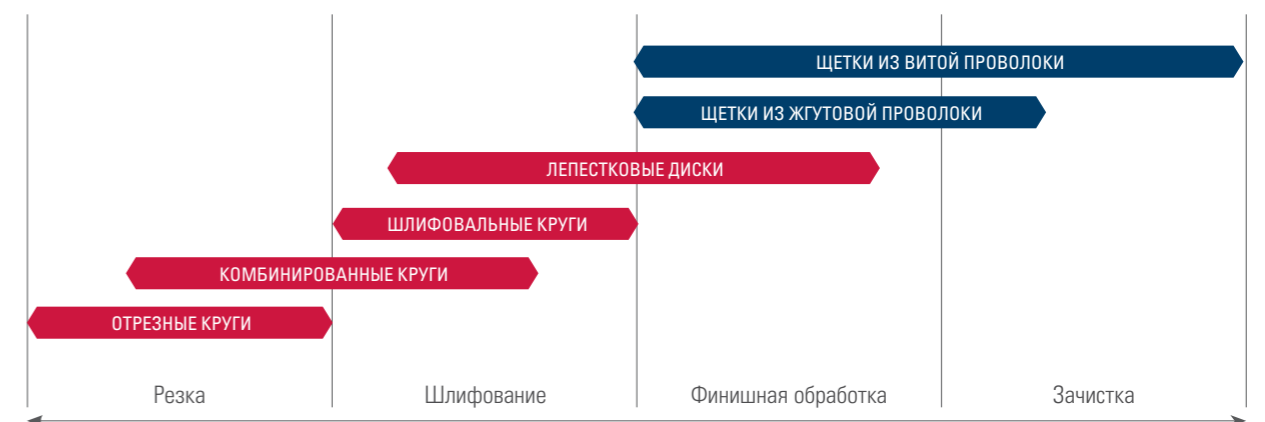 ЩЕТКИ ИЗ ВИТОЙ ПРОВОЛОКИ
ЩЕТКИ ИЗ ЖГУТОВОЙ ПРОВОЛОКИ
ЛЕПЕСТКОВЫЕ ДИСКИ
ШЛИФОВАЛЬНЫЕ КРУГИ
КОМБИНИРОВАННЫЕ КРУГИ
ОТРЕЗНЫЕ КРУГИ
Резка Шлифование Финишная обработка Зачистка